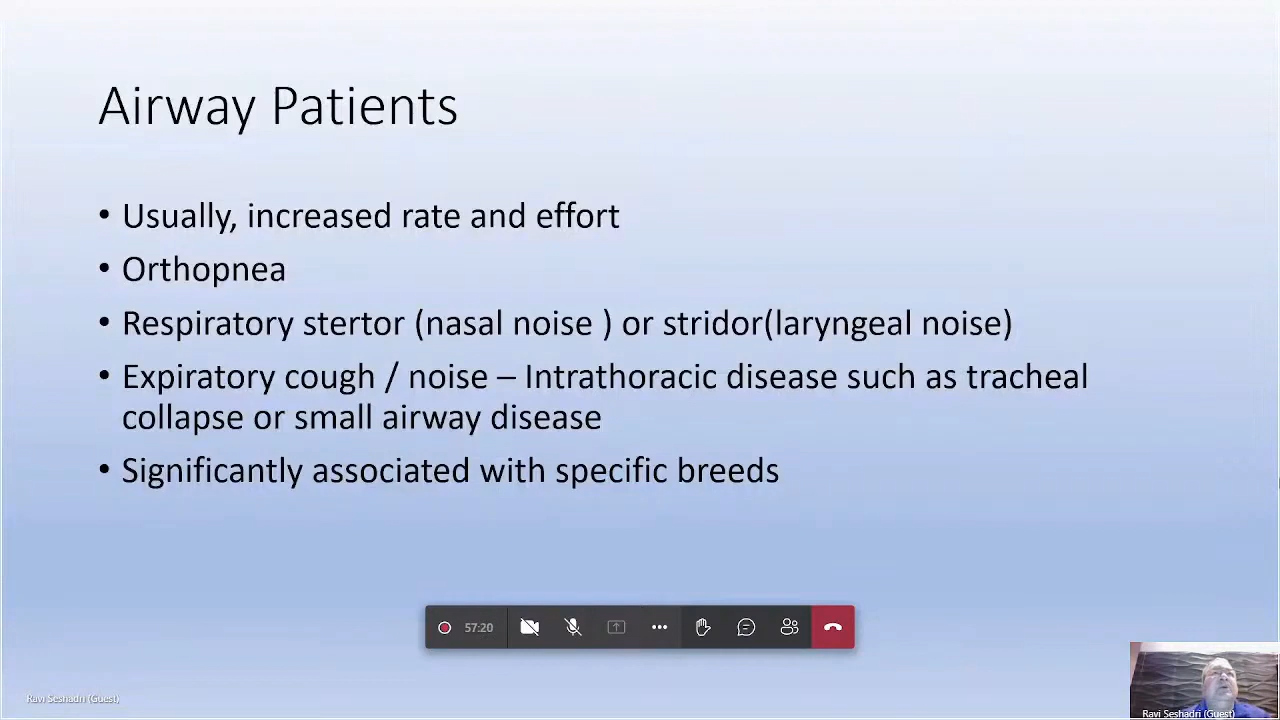 Airway Patients
• Usually, increased rate and effort
• Orthopnea
• Respiratory stertor (nasal noise ) or stridor(laryngeal noise)
• Expiratory cough / noise – Intrathoracic disease such as tracheal
collapse or small airway disease
• Significantly associated with specific breeds
57:20
Ravi Seshadri (Guest)
Ravi Seshadri (Guest)